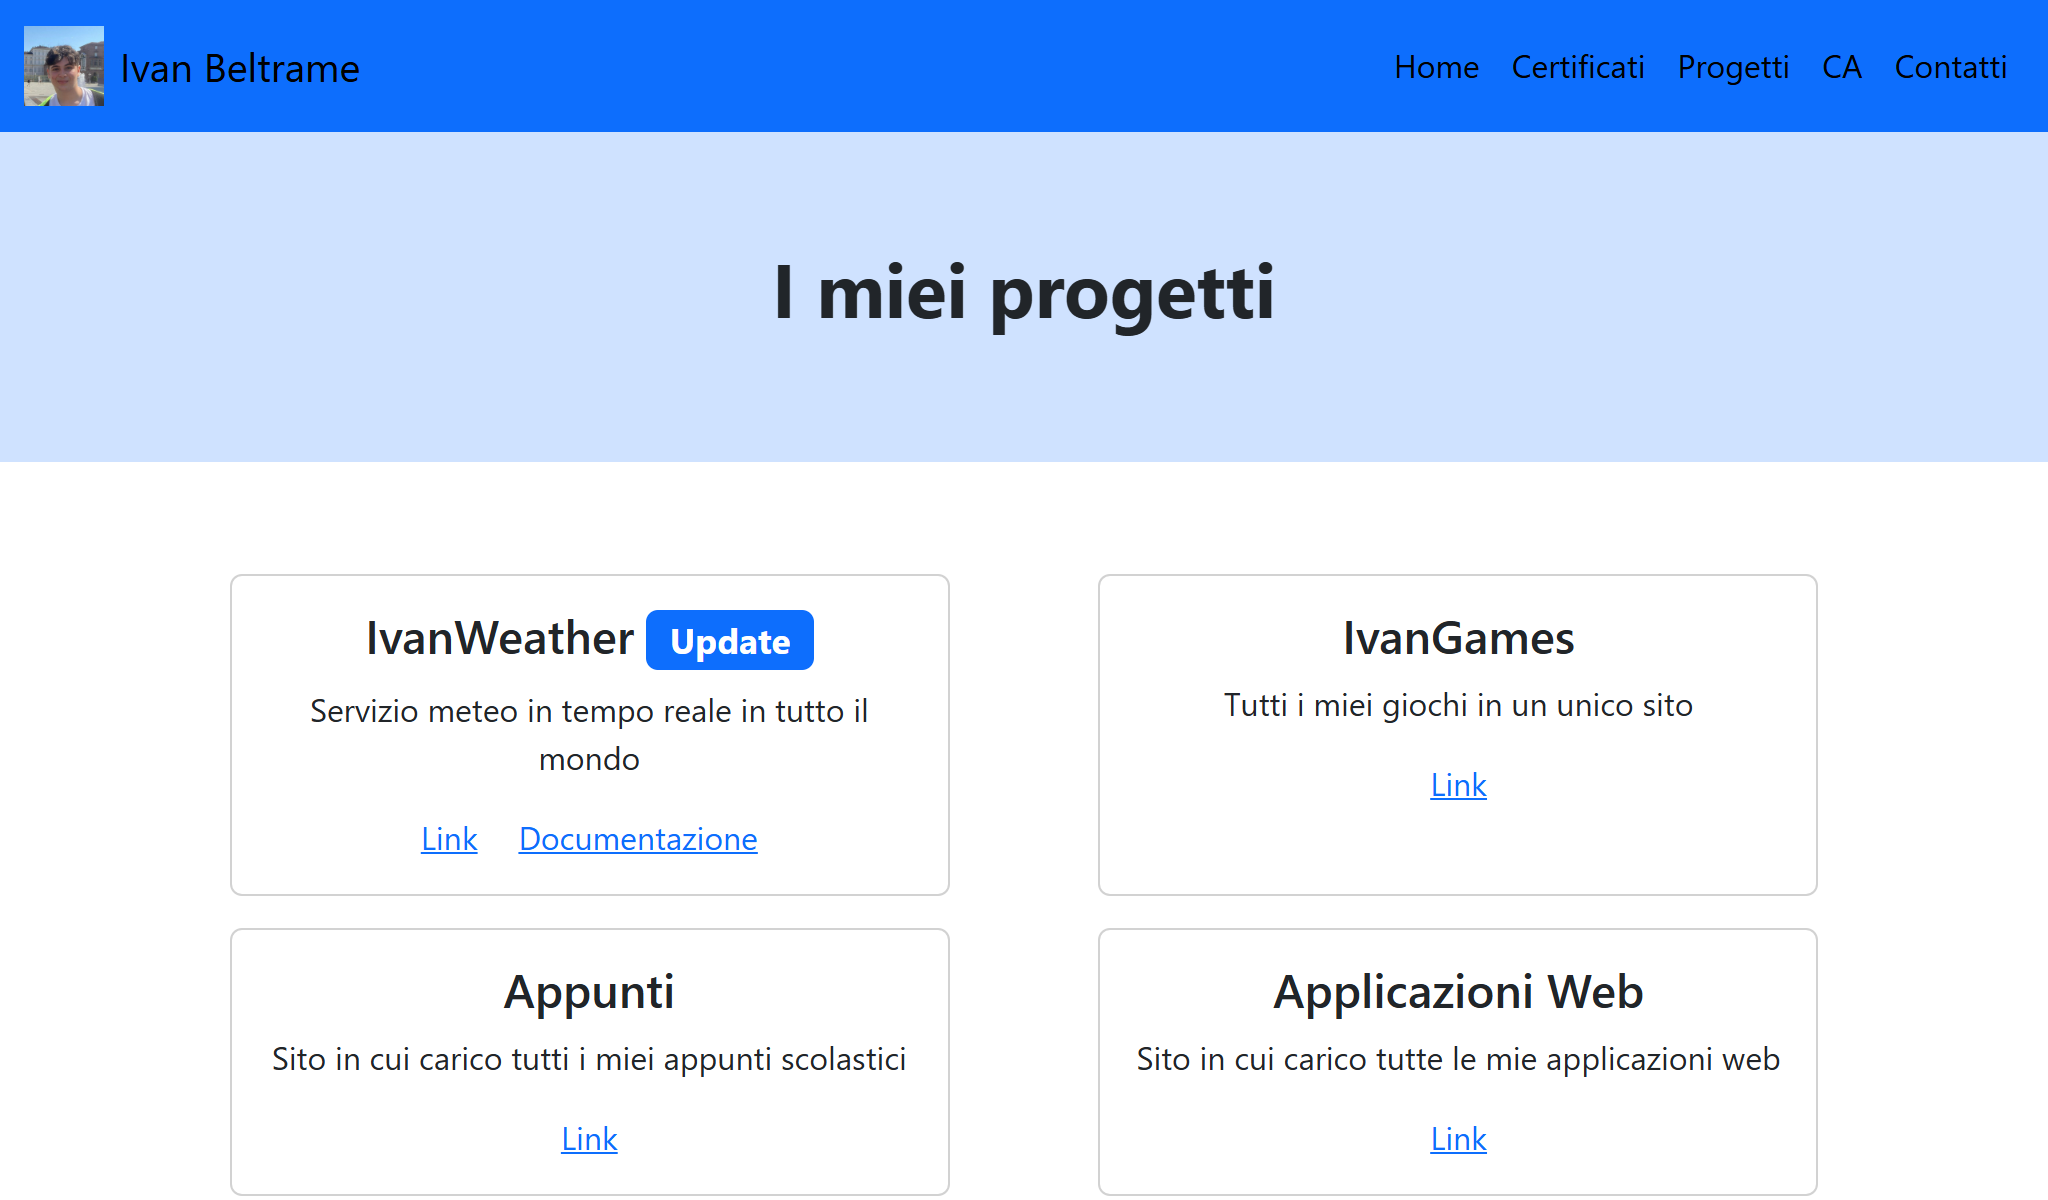 Ivan Beltrame
Home Certificati Progetti CA Contatti
I miei progetti
IvanWeather Update
Servizio meteo in tempo reale in tutto il
mondo
Link Documentazione
IvanGames
Tutti i miei giochi in un unico sito
Link
Appunti
Sito in cui carico tutti i miei appunti scolastici
Link
Applicazioni Web
Sito in cui carico tutte le mie applicazioni web
Link